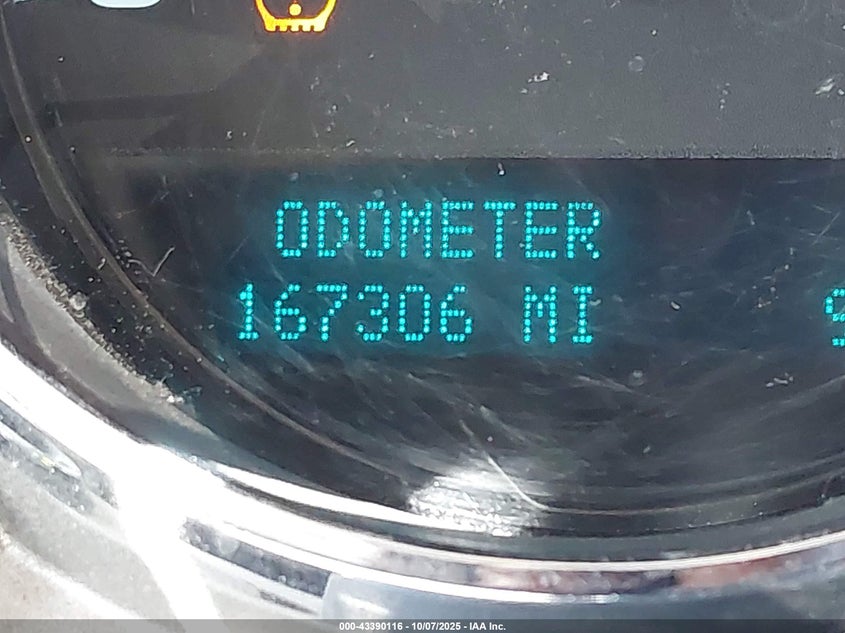 ODOMETER
167306 MI
000-43390116 - 10/07/2025 - IAA Inc.